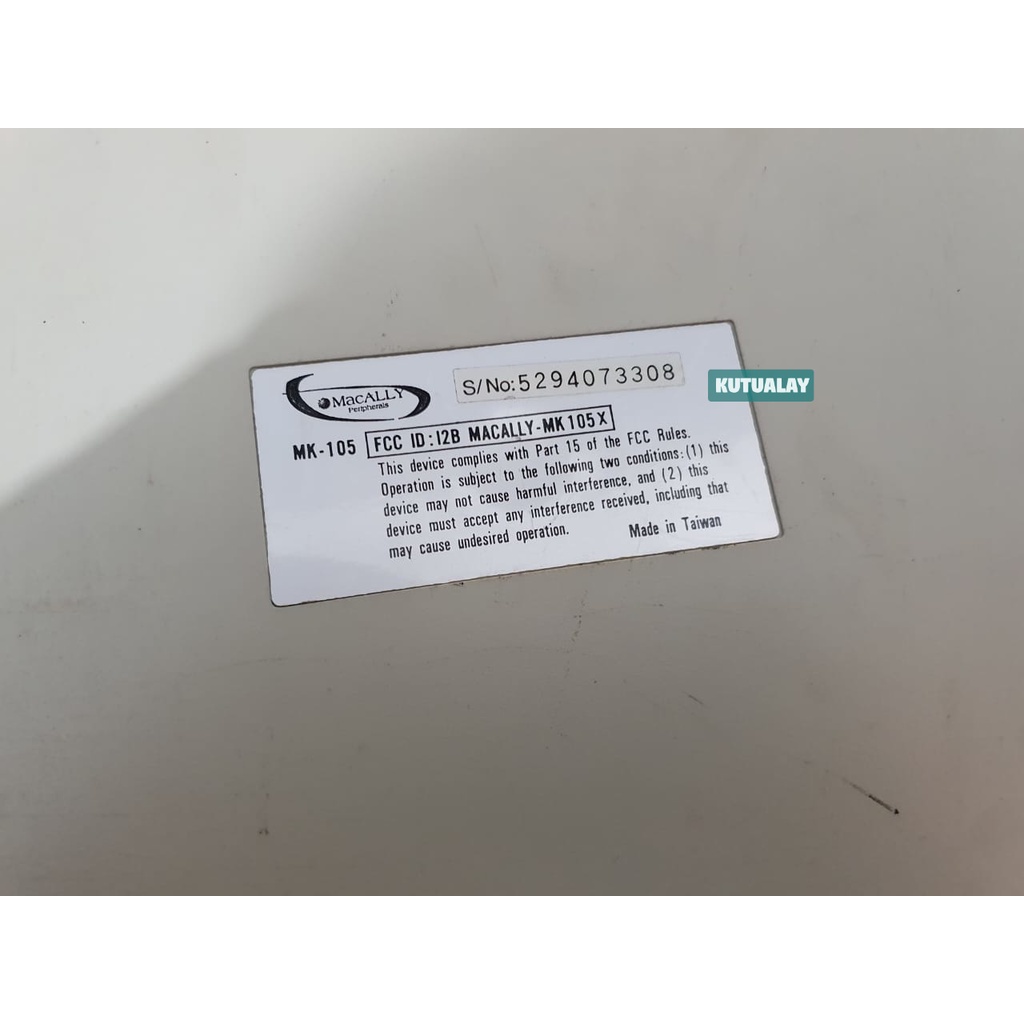 MacALLY
Peripherals
S/No:5294073308
KUTUALAY
MK-105 FCC ID: I2B MACALLY-MK105X
This device complies with Part 15 of the FCC Rules.
Operation is subject to the following two conditions:(1) this
device may not cause harmful interference, and (2) this
device must accept any interference received, including that
may cause undesired operation. Made in Taiwan